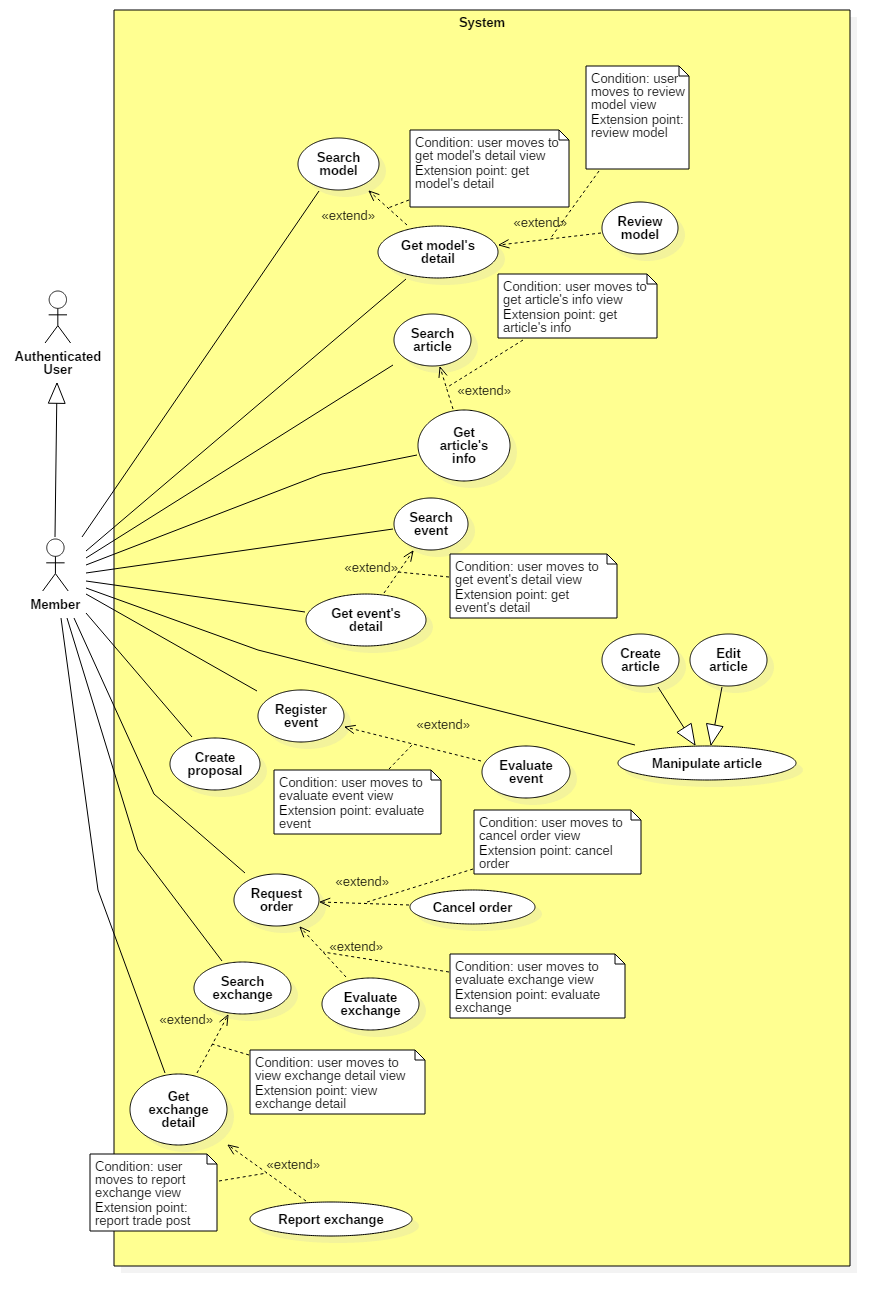 System
Condition: user
moves to review
model view
Extension point:
review model
Condition: user moves to
get model's detail view
Extension point: get
model's detail
Search
model
«extend»
«extend»
Review
model
Get model's
detail
Condition: user moves to
get article's info view
Extension point: get
article's info
Authenticated
User
Search
article
«extend»
Get
article's
info
Search
event
«extend»
Condition: user moves to
get event's detail view
Extension point: get
event's detail
Member
Get event's
detail
Create
article
Edit
article
Register
event
«extend»
Create
proposal
Evaluate
event
Manipulate article
Condition: user moves to
evaluate event view
Extension point: evaluate
event
Condition: user moves to
cancel order view
Extension point: cancel
order
«extend»
Request
order
Cancel order
«extend»
Condition: user moves to
evaluate exchange view
Extension point: evaluate
exchange
Search
exchange
Evaluate
exchange
«extend»
Condition: user moves to
view exchange detail view
Extension point: view
exchange detail
Get
exchange
detail
«extend»
Condition: user
moves to report
exchange view
Extension point:
report trade post
Report exchange